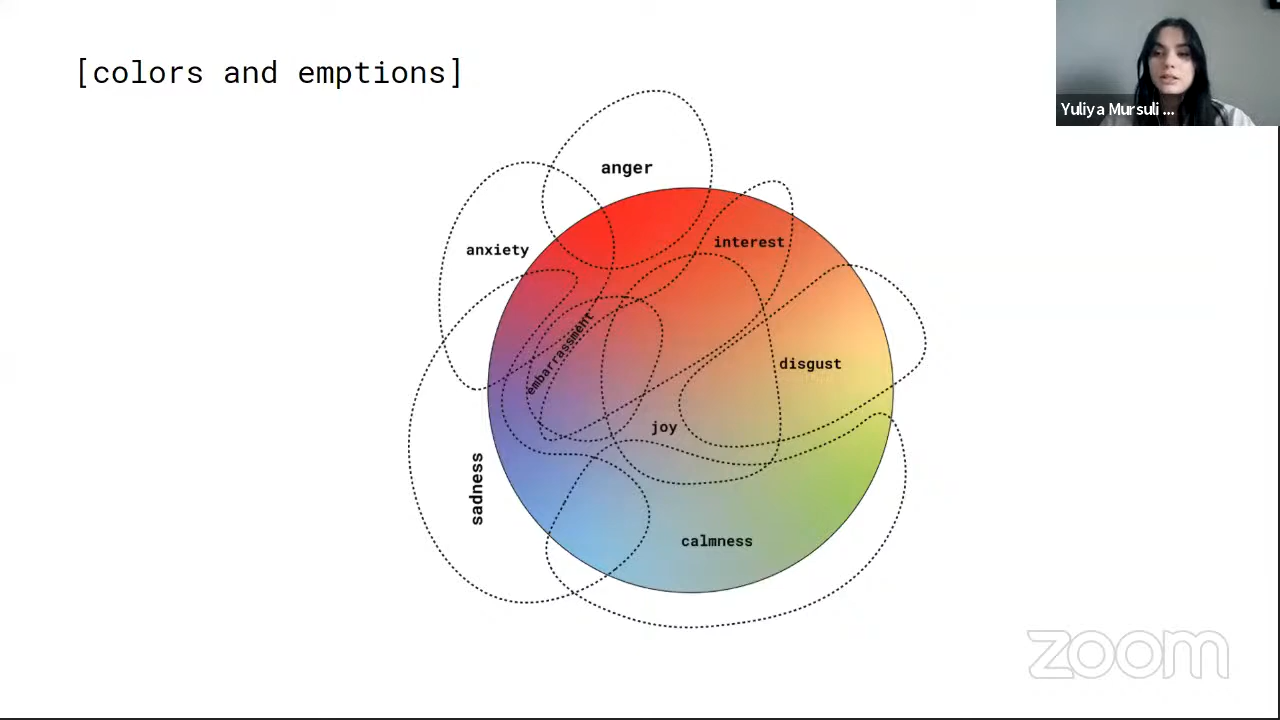 [colors and emptions]
Yuliya Mursuli ...
anger
interest
anxiety
embarrassment
disgust
joy
sadness
calmness
zoom